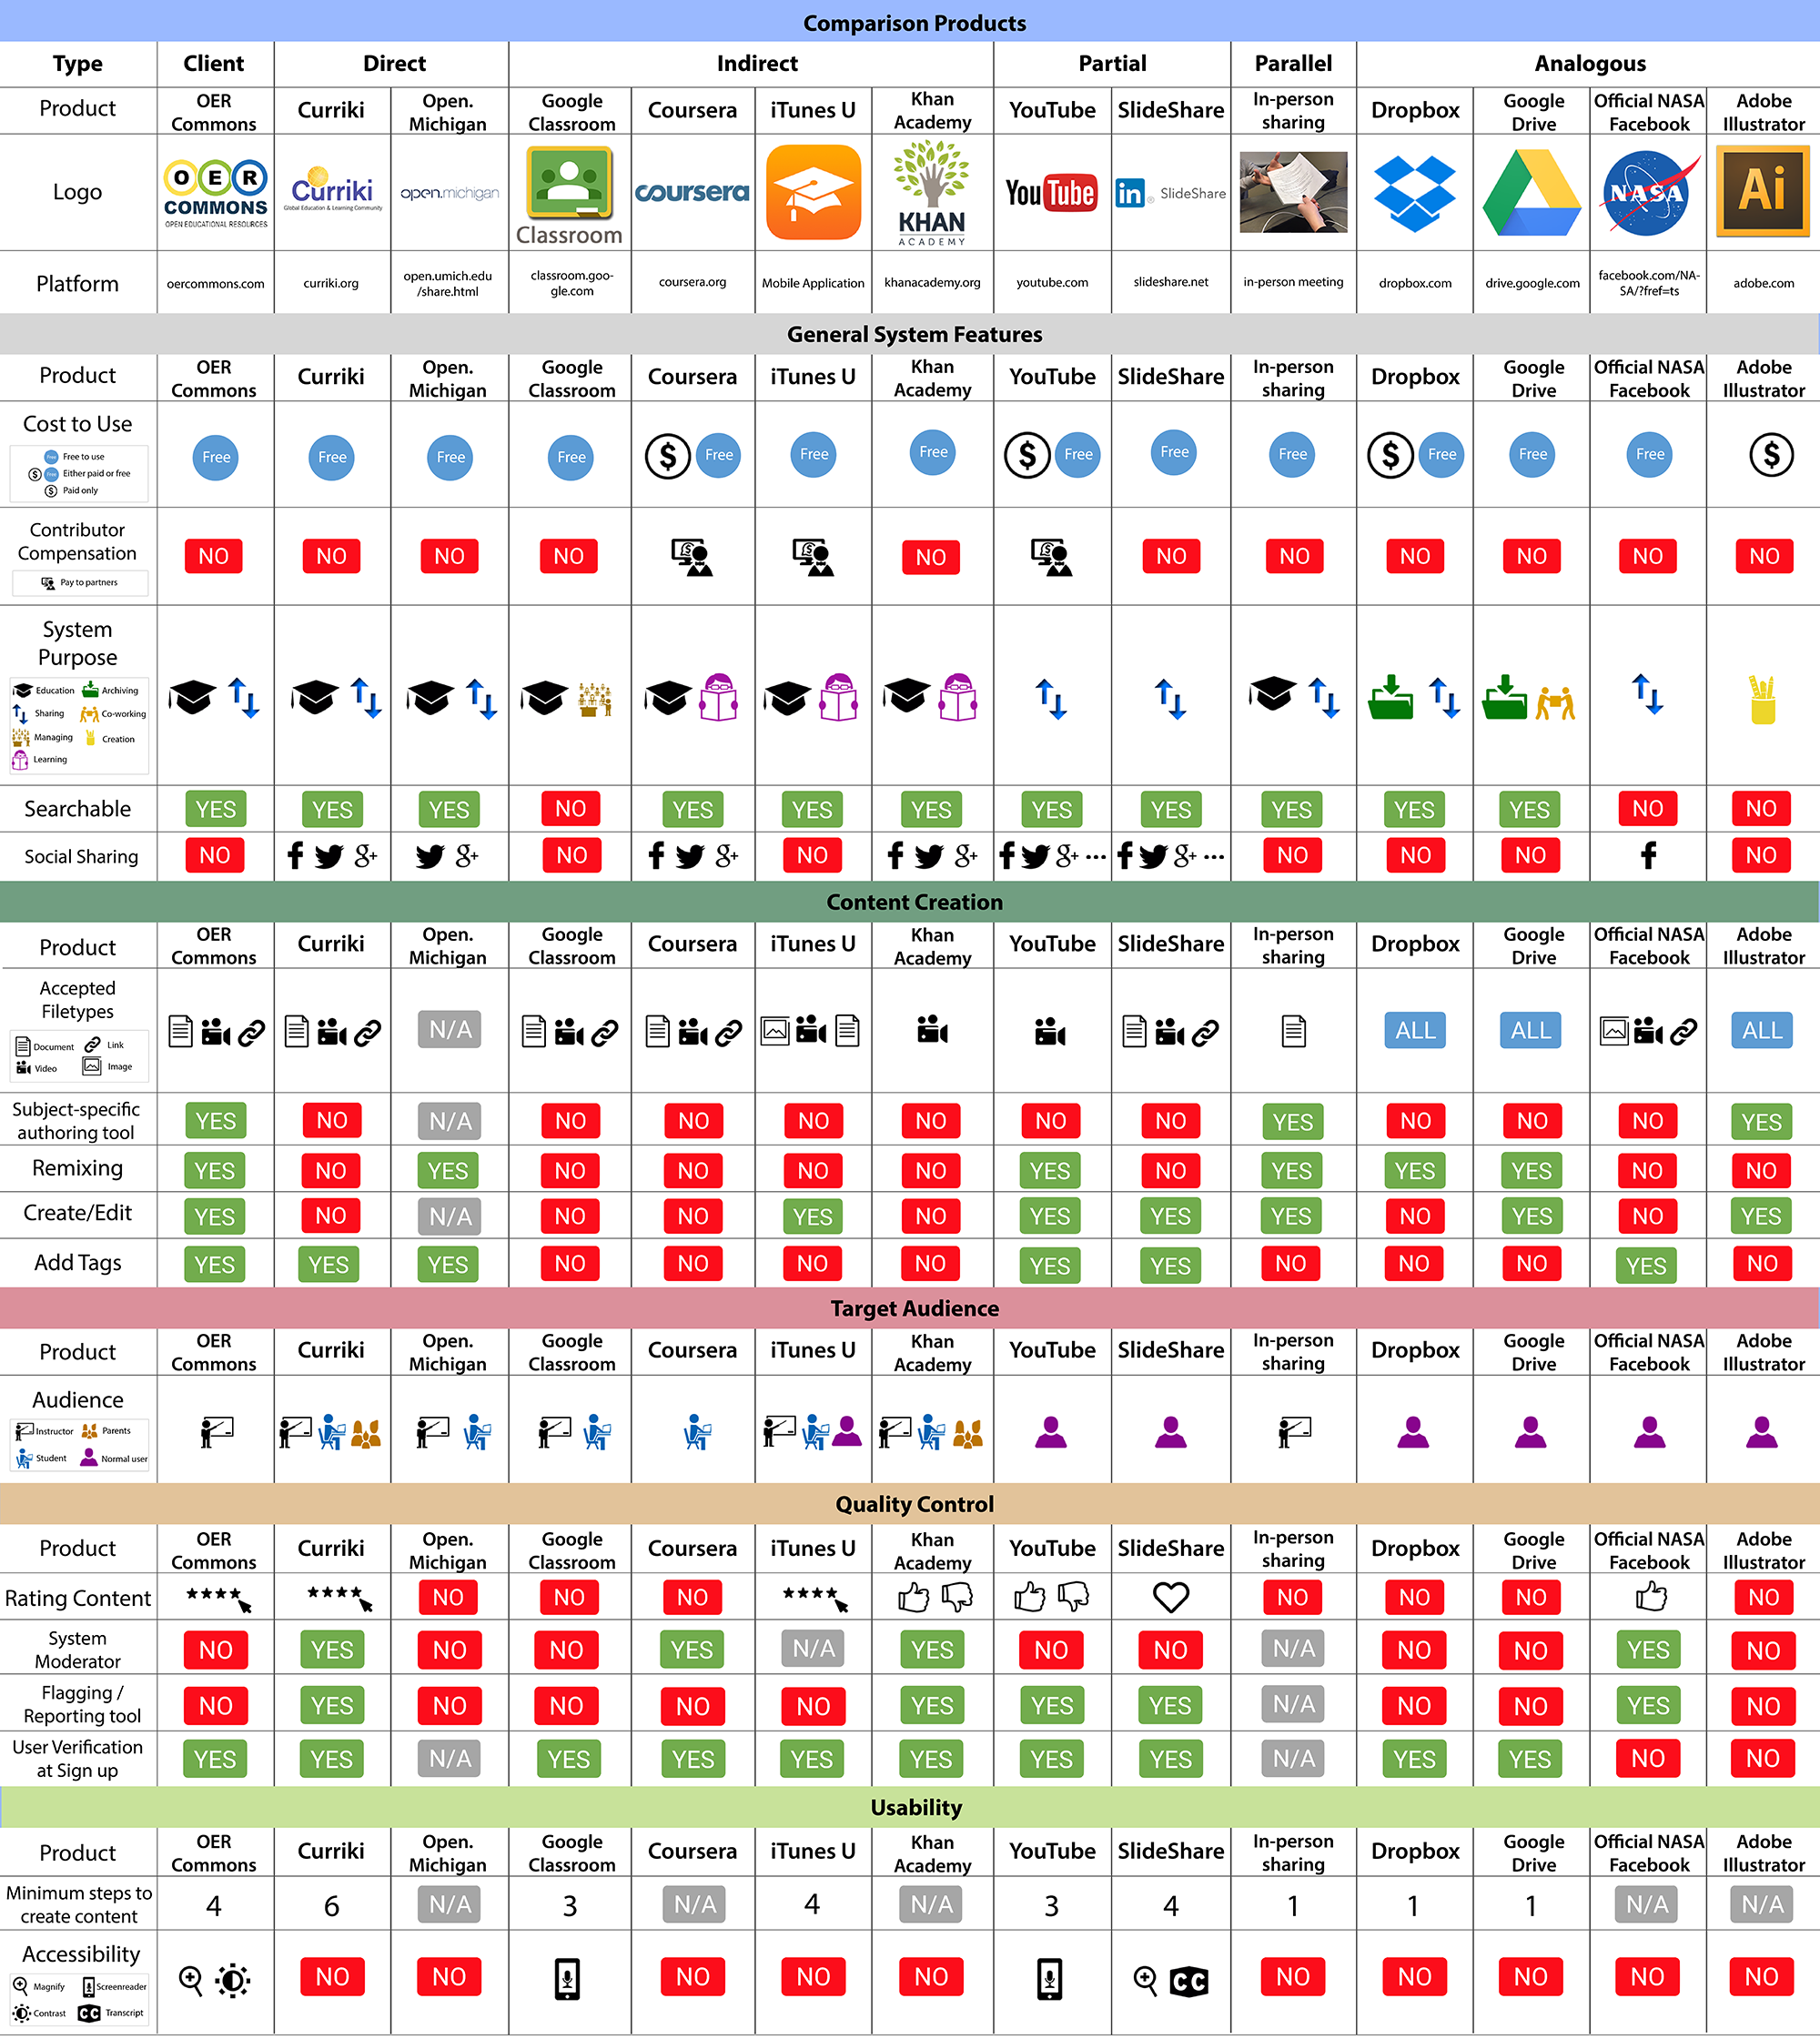 Comparison Products
Type Client Direct Indirect Partial Parallel Analogous
Product OER Commons Curriki Open. Michigan Google Classroom Coursera iTunes U Khan Academy YouTube SlideShare In-person sharing Dropbox Google Drive Official NASA Facebook Adobe Illustrator
Logo OER COMMONS OPEN EDUCATIONAL RESOURCES Curriki Global Education & Learning Community open.michigan Classroom coursera KHAN ACADEMY YouTube in SlideShare NASA Ai
Platform oercommons.com curriki.org open.umich.edu /share.html classroom.goo- gle.com coursera.org Mobile Application khanacademy.org youtube.com slideshare.net in-person meeting dropbox.com drive.google.com facebook.com/NA- SA/?fref=ts adobe.com
General System Features
Product OER Commons Curriki Open. Michigan Google Classroom Coursera iTunes U Khan Academy YouTube SlideShare In-person sharing Dropbox Google Drive Official NASA Facebook Adobe Illustrator
Cost to Use Free Free Free Free $ Free Free Free $ Free Free Free $ Free Free Free $
Free Free to use
$ Free Either paid or free
$ Paid only
Contributor Compensation NO NO NO NO $ $ NO $ NO NO NO NO NO NO
Pay to partners
System Purpose
Education Archiving
Sharing Co-working
Managing Creation
Learning
Searchable YES YES YES NO YES YES YES YES YES YES YES YES NO NO
Social Sharing NO f g+ g+ NO f g+ NO f g+ f g+ ... f g+ ... NO NO NO f NO
Content Creation
Product OER Commons Curriki Open. Michigan Google Classroom Coursera iTunes U Khan Academy YouTube SlideShare In-person sharing Dropbox Google Drive Official NASA Facebook Adobe Illustrator
Accepted Filetypes N/A ALL ALL ALL
Document Link
Video Image
Subject-specific authoring tool YES NO N/A NO NO NO NO NO NO YES NO NO NO YES
Remixing YES NO YES NO NO NO NO YES NO YES YES YES NO NO
Create/Edit YES NO N/A NO NO YES NO YES YES YES NO YES NO YES
Add Tags YES YES YES NO NO NO NO YES YES NO NO NO YES NO
Target Audience
Product OER Commons Curriki Open. Michigan Google Classroom Coursera iTunes U Khan Academy YouTube SlideShare In-person sharing Dropbox Google Drive Official NASA Facebook Adobe Illustrator
Audience
Instructor Parents
Student Normal user
Quality Control
Product OER Commons Curriki Open. Michigan Google Classroom Coursera iTunes U Khan Academy YouTube SlideShare In-person sharing Dropbox Google Drive Official NASA Facebook Adobe Illustrator
Rating Content NO NO NO NO NO NO NO
System Moderator NO YES NO NO YES N/A YES NO NO N/A NO NO YES NO
Flagging / Reporting tool NO YES NO NO NO NO YES YES YES N/A NO NO YES NO
User Verification at Sign up YES YES N/A YES YES YES YES YES YES N/A YES YES NO NO
Usability
Product OER Commons Curriki Open. Michigan Google Classroom Coursera iTunes U Khan Academy YouTube SlideShare In-person sharing Dropbox Google Drive Official NASA Facebook Adobe Illustrator
Minimum steps to create content 4 6 N/A 3 N/A 4 N/A 3 4 1 1 1 N/A N/A
Accessibility NO NO NO NO NO CC NO NO NO NO NO
Magnify Screenreader
Contrast CC Transcript